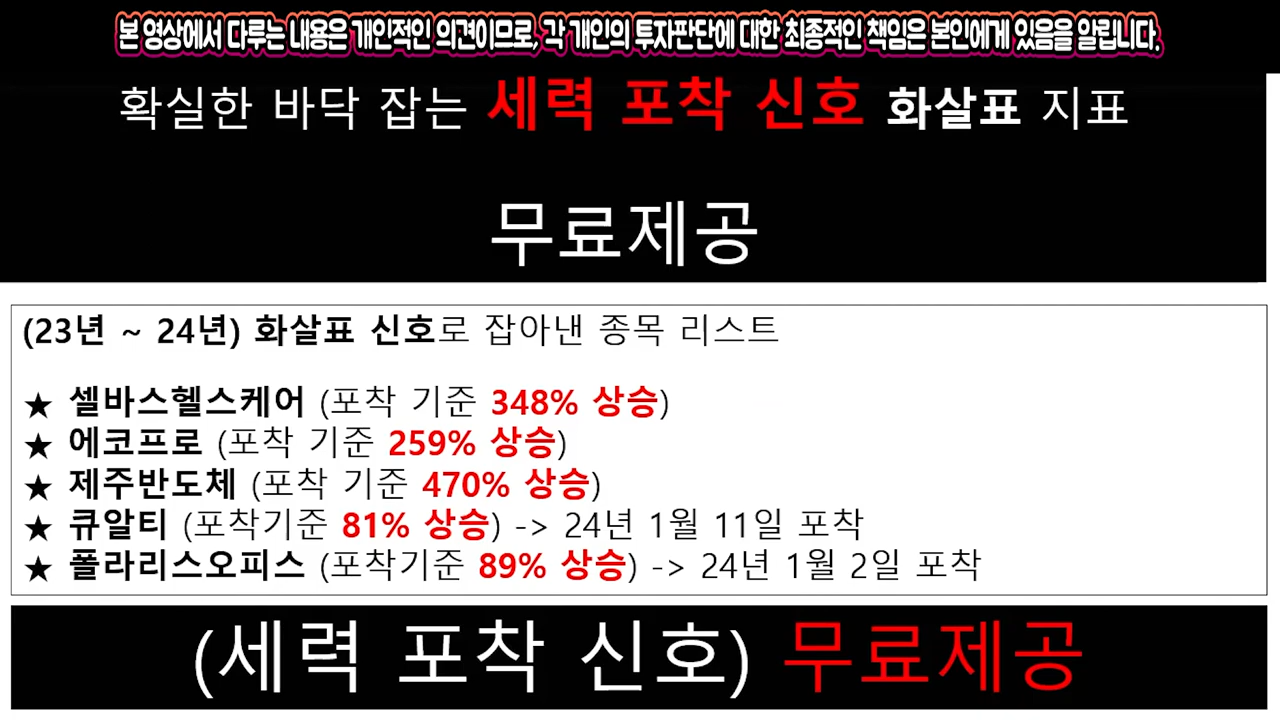 본 영상에서 다루는 내용은 개인적인 의견이므로, 각 개인의 투자판단에 대한 최종적인 책임은 본인에게 있음을 알립니다.
확실한 바닥 잡는 세력 포착 신호 화살표 지표
무료제공
(23년 ~ 24년) 화살표 신호로 잡아낸 종목 리스트
★ 셀바스헬스케어 (포착 기준 348% 상승)
★ 에코프로 (포착 기준 259% 상승)
★ 제주반도체 (포착 기준 470% 상승)
★ 큐알티 (포착기준 81% 상승) -> 24년 1월 11일 포착
★ 폴라리스오피스 (포착기준 89% 상승) -> 24년 1월 2일 포착
(세력 포착 신호) 무료제공